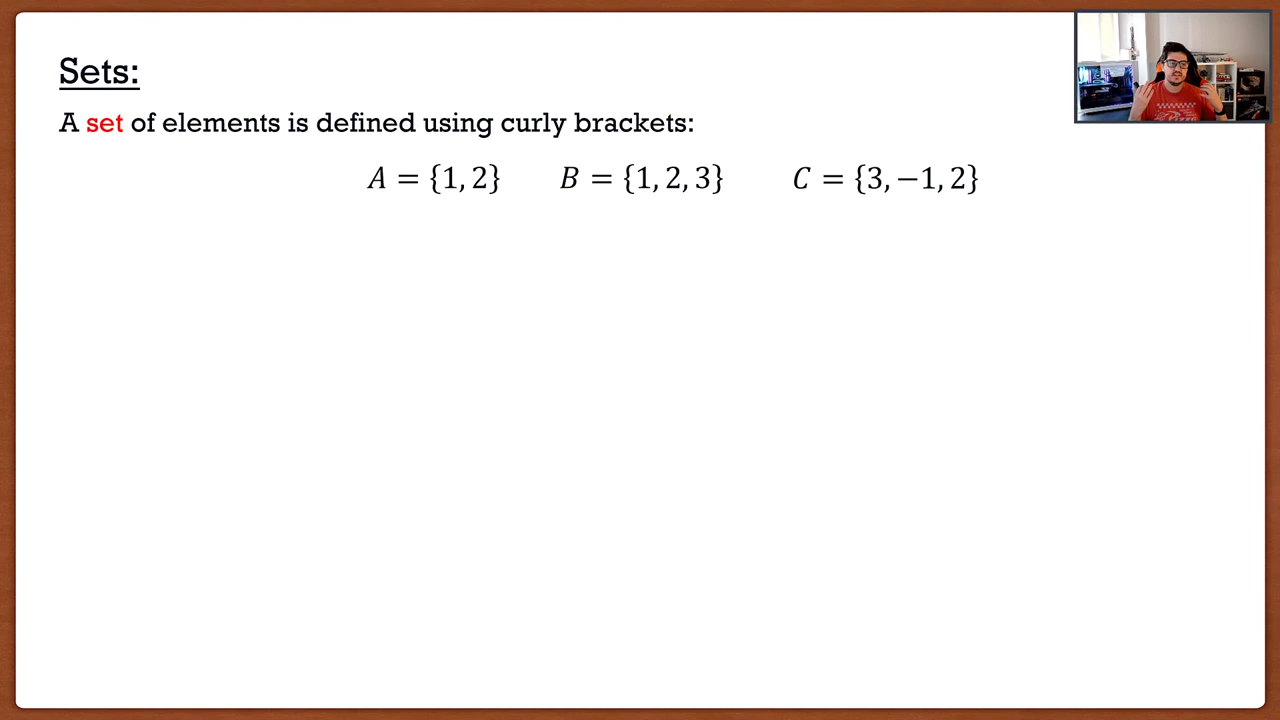 Sets:
A set of elements is defined using curly brackets:
A = {1, 2} B = {1, 2, 3} C = {3, −1, 2}